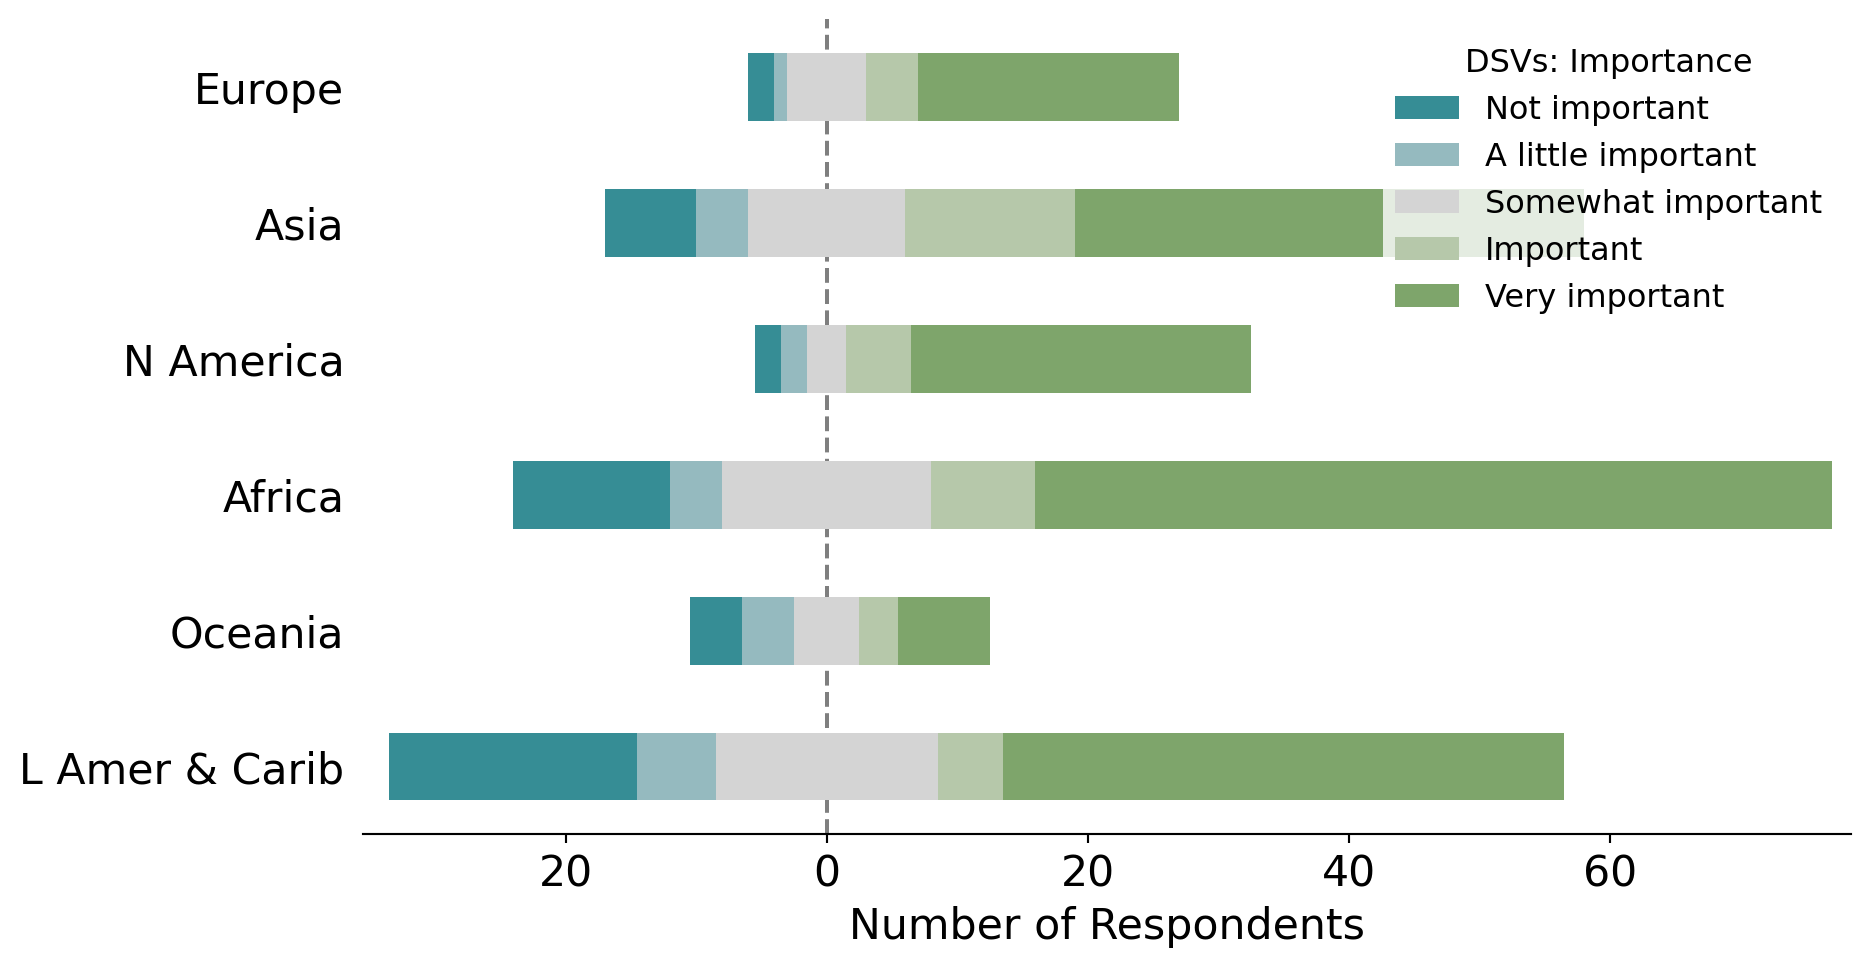 Europe
Asia
N America
Africa
Oceania
L Amer & Carib
DSVs: Importance
Not important
A little important
Somewhat important
Important
Very important
20 0 20 40 60
Number of Respondents